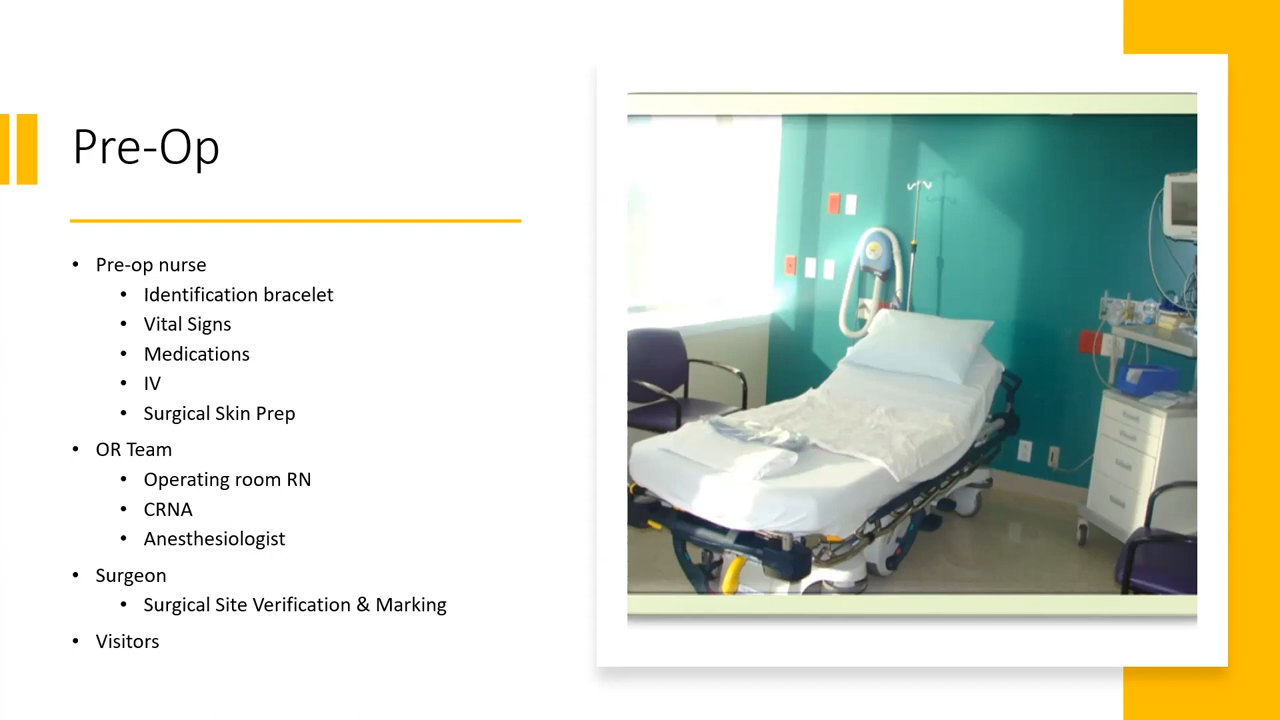 Pre-Op
• Pre-op nurse
• Identification bracelet
• Vital Signs
• Medications
• IV
• Surgical Skin Prep
• OR Team
• Operating room RN
• CRNA
• Anesthesiologist
• Surgeon
• Surgical Site Verification & Marking
• Visitors